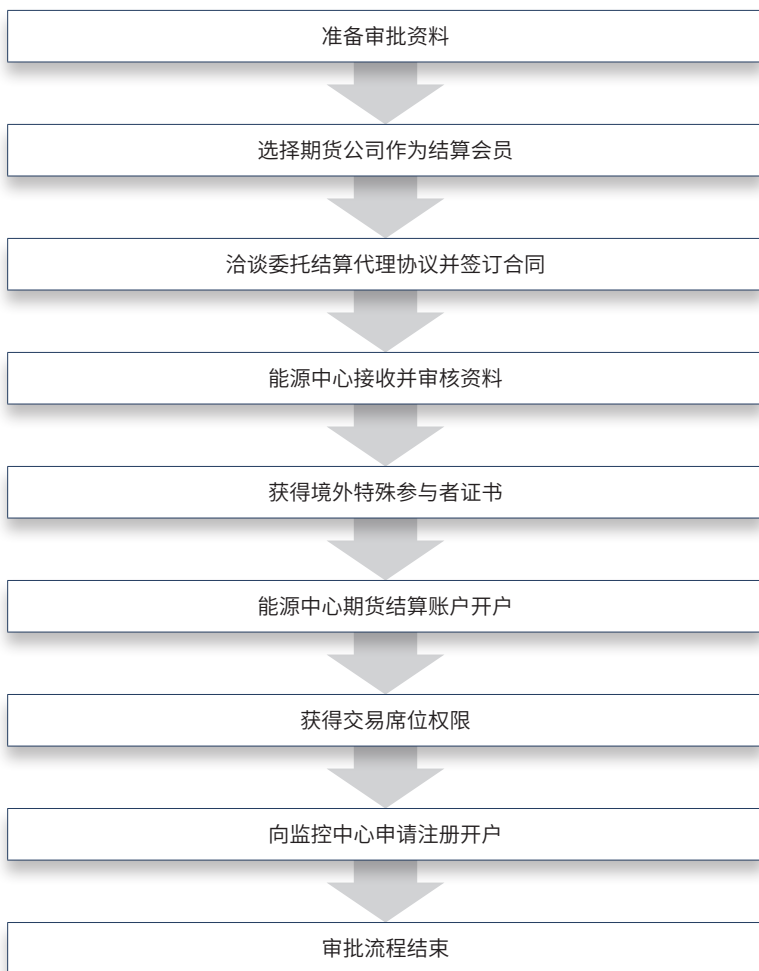 准备审批资料
选择期货公司作为结算会员
洽谈委托结算代理协议并签订合同
能源中心接收并审核资料
获得境外特殊参与者证书
能源中心期货结算账户开户
获得交易席位权限
向监控中心申请注册开户
审批流程结束